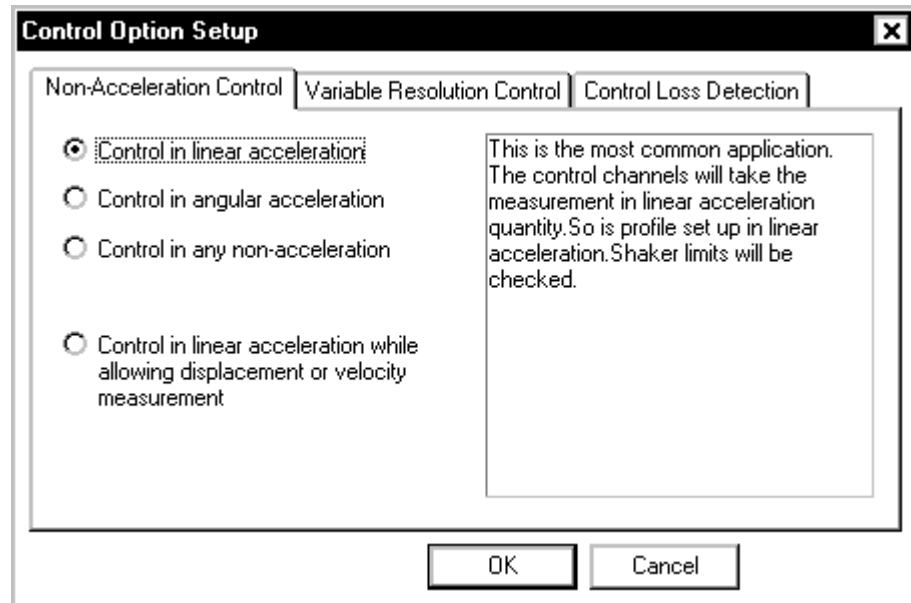 Control Option Setup
Non-Acceleration Control
Variable Resolution Control
Control Loss Detection
Control in linear acceleration
Control in angular acceleration
Control in any non-acceleration
Control in linear acceleration while
allowing displacement or velocity
measurement
This is the most common application.
The control channels will take the
measurement in linear acceleration
quantity.So is profile set up in linear
acceleration.Shaker limits will be
checked.
OK
Cancel